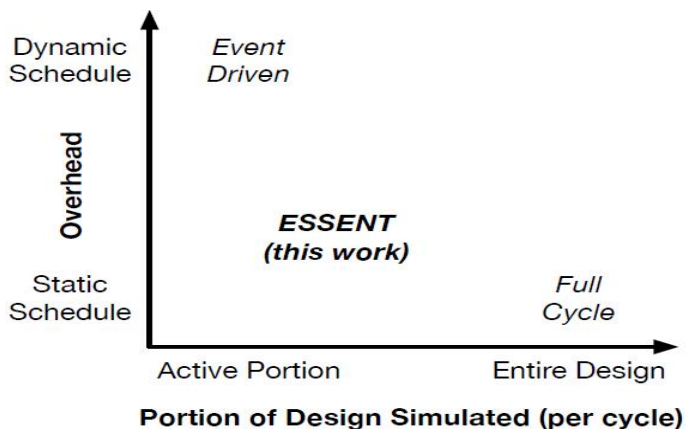 Dynamic
Schedule
Event
Driven
Overhead
ESSENT
(this work)
Static
Schedule
Full
Cycle
Active Portion
Entire Design
Portion of Design Simulated (per cycle)